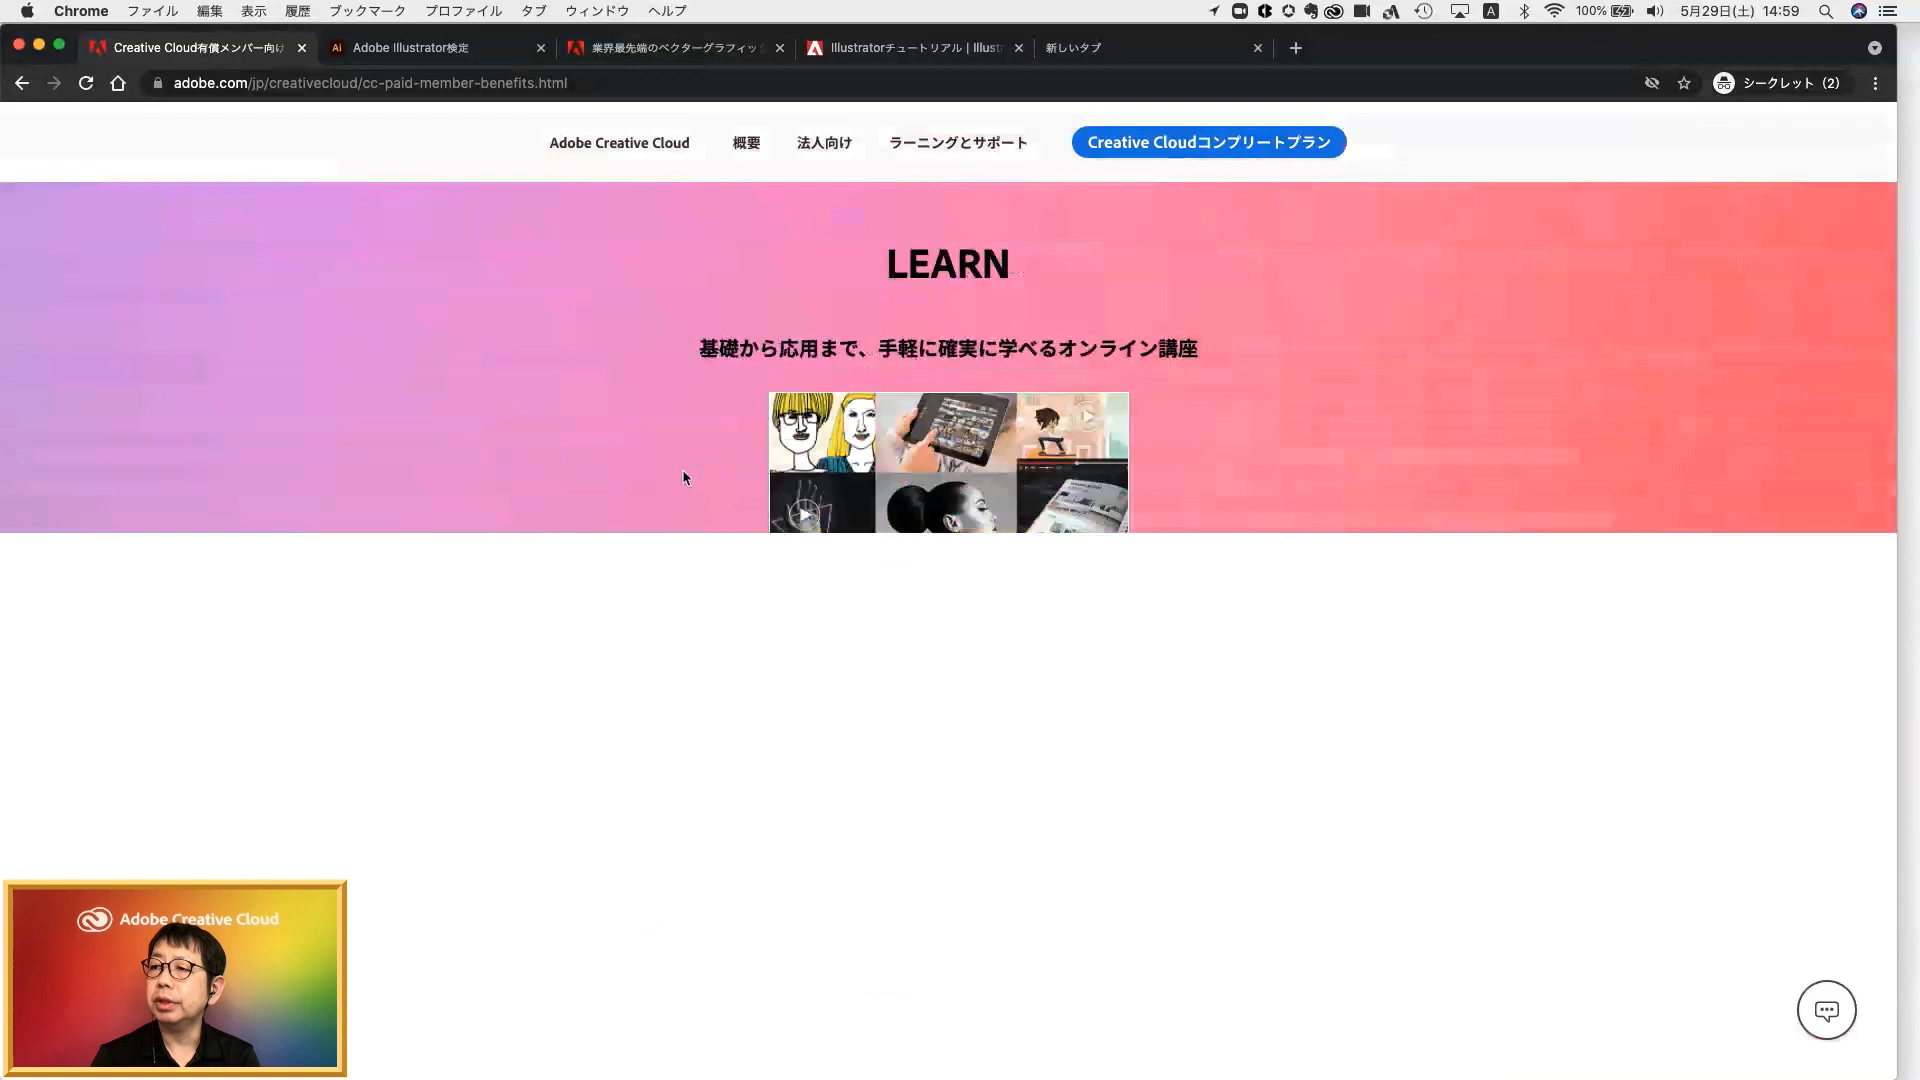 Chrome ファイル 編集 表示 履歴 ブックマーク プロファイル タブ ウィンドウ ヘルプ 100% 5月29日(土) 14:59
Creative Cloud有償メンバー向け Adobe Illustrator検定 業界最先端のベクターグラフィック Illustratorチュートリアル | Illust 新しいタブ
adobe.com/jp/creativecloud/cc-paid-member-benefits.html シークレット (2)
Adobe Creative Cloud 概要 法人向け ラーニングとサポート Creative Cloudコンプリートプラン
LEARN
基礎から応用まで、手軽に確実に学べるオンライン講座
Adobe Creative Cloud